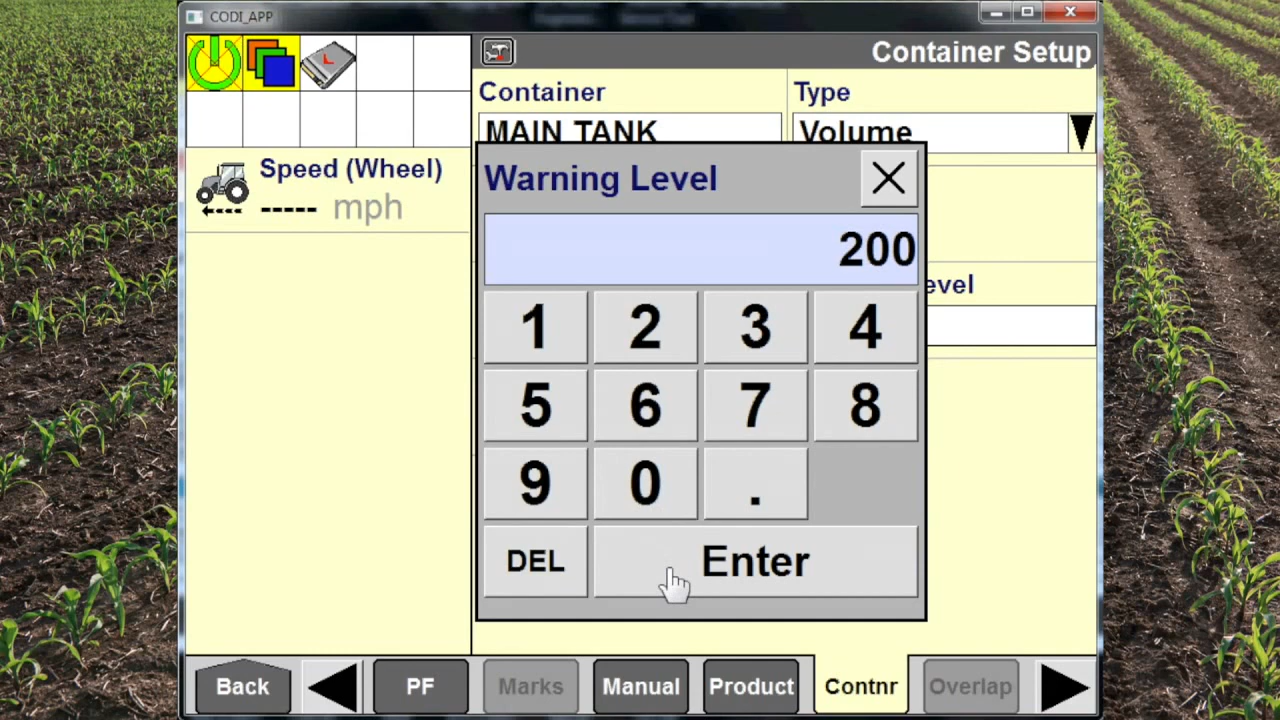 CODI_APP
Container Setup
Container
Type
MAIN TANK
Volume
Speed (Wheel)
----- mph
Warning Level
200
evel
1 2 3 4
5 6 7 8
9 0 .
DEL Enter
Back PF Marks Manual Product Contnr Overlap